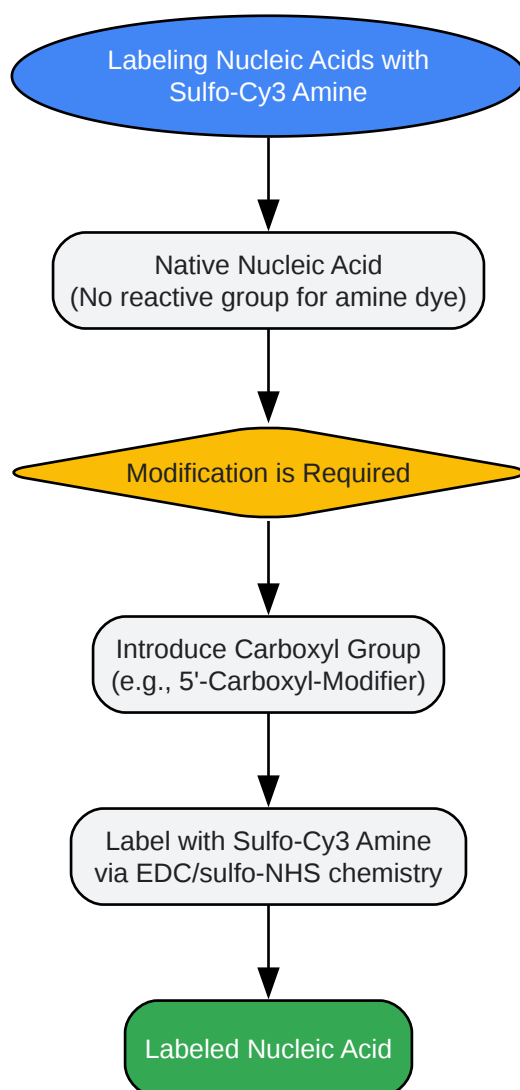 Labeling Nucleic Acids with
Sulfo-Cy3 Amine
Native Nucleic Acid
(No reactive group for amine dye)
Modification is Required
Introduce Carboxyl Group
(e.g., 5'-Carboxyl-Modifier)
Label with Sulfo-Cy3 Amine
via EDC/sulfo-NHS chemistry
Labeled Nucleic Acid